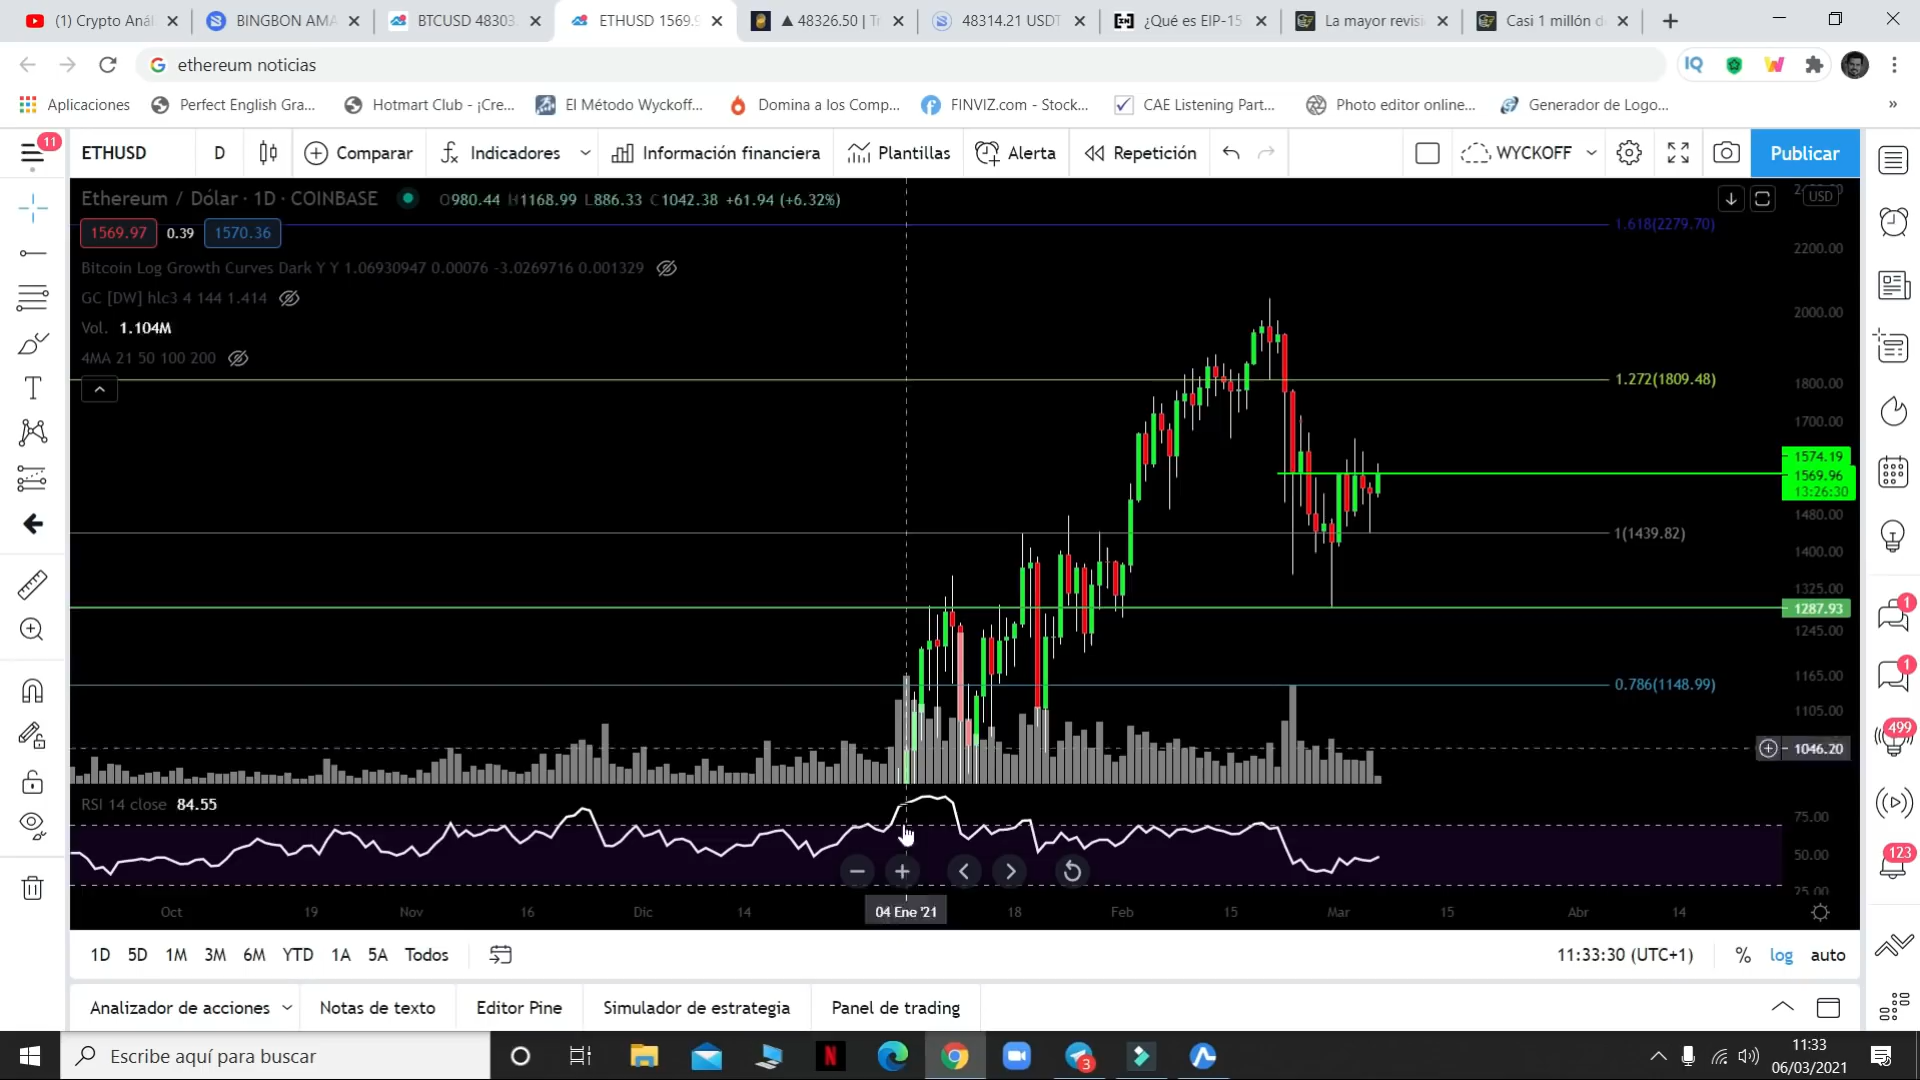 (1) Crypto Anál
BINGBON AMA
BTCUSD 48303
ETHUSD 1569.9
▲ 48326.50 | T
48314.21 USDT
¿Qué es EIP-15
La mayor revisi
Casi 1 millón d
ethereum noticias
Aplicaciones
Perfect English Gra...
Hotmart Club - ¡Cre...
El Método Wyckoff...
Domina a los Comp...
FINVIZ.com - Stock...
CAE Listening Part...
Photo editor online...
Generador de Logo...
»
11
ETHUSD
D
Comparar
Indicadores
Información financiera
Plantillas
Alerta
Repetición
WYCKOFF
Publicar
Ethereum / Dólar · 1D · COINBASE
O980.44 H1168.99 L886.33 C1042.38 +61.94 (+6.32%)
USD
1569.97
0.39
1570.36
1.618(2279.70)
2200.00
Bitcoin Log Growth Curves Dark Y Y 1.06930947 0.00076 -3.0269716 0.001329
GC [DW] hlc3 4 144 1.414
Vol. 1.104M
2000.00
4MA 21 50 100 200
1.272(1809.48)
1800.00
1700.00
1574.19
1569.96
13:26:30
1480.00
1(1439.82)
1400.00
1325.00
1287.93
1245.00
1165.00
0.786(1148.99)
1105.00
1046.20
RSI 14 close 84.55
75.00
50.00
25.00
Oct
19
Nov
16
Dic
14
04 Ene '21
18
Feb
15
Mar
15
Abr
14
1
1
499
123
1D
5D
1M
3M
6M
YTD
1A
5A
Todos
11:33:30 (UTC+1)
%
log
auto
Analizador de acciones
Notas de texto
Editor Pine
Simulador de estrategia
Panel de trading
Escribe aquí para buscar
3
11:33
06/03/2021